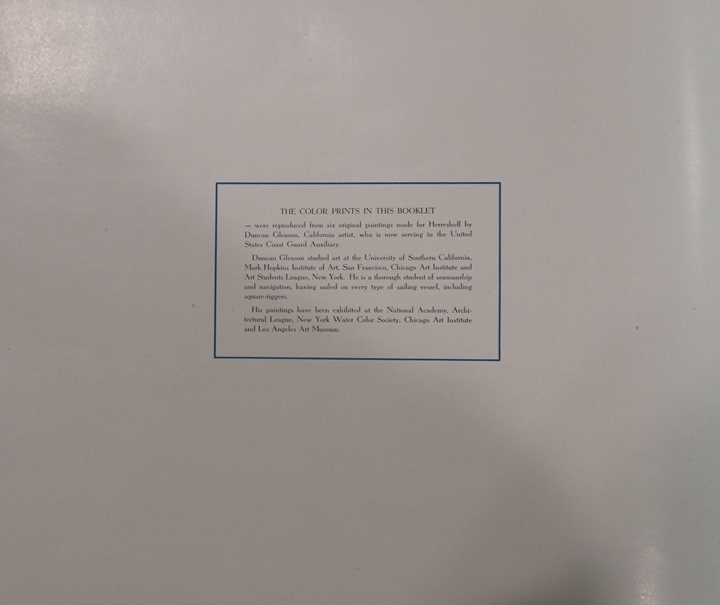 THE COLOR PRINTS IN THIS BOOKLET
— were reproduced from six original paintings made for Herreshoff by
Duncan Gleason, California artist, who is now serving in the United
States Coast Guard Auxiliary.
Duncan Gleason studied art at the University of Southern California,
Mark Hopkins Institute of Art, San Francisco, Chicago Art Institute and
Art Students League, New York. He is a thorough student of seamanship
and navigation, having sailed on every type of sailing vessel, including
square-riggers.
His paintings have been exhibited at the National Academy, Archi-
tectural League, New York Water Color Society, Chicago Art Institute
and Los Angeles Art Museum.